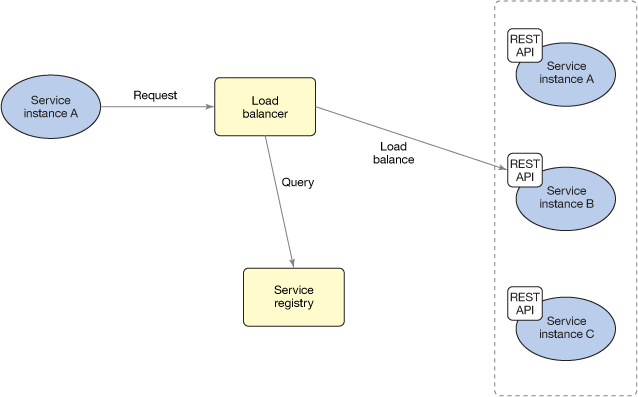 Service
instance A
Request
Load
balancer
Load
balance
Query
Service
registry
REST
API
Service
instance A
REST
API
Service
instance B
REST
API
Service
instance C